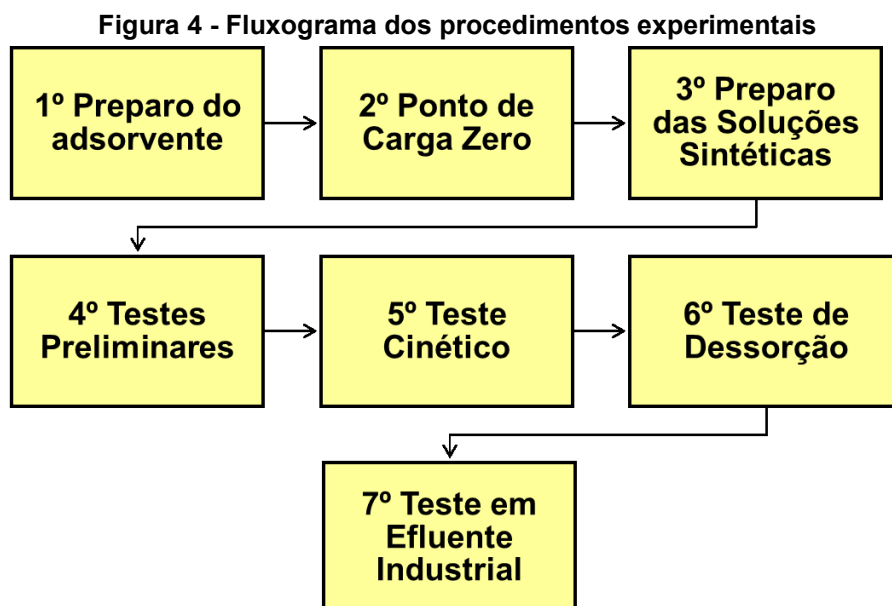 Figura 4 - Fluxograma dos procedimentos experimentais
1º Preparo do
adsorvente
2º Ponto de
Carga Zero
3º Preparo
das Soluções
Sintéticas
4º Testes
Preliminares
5º Teste
Cinético
6º Teste de
Dessorção
7º Teste em
Efluente
Industrial